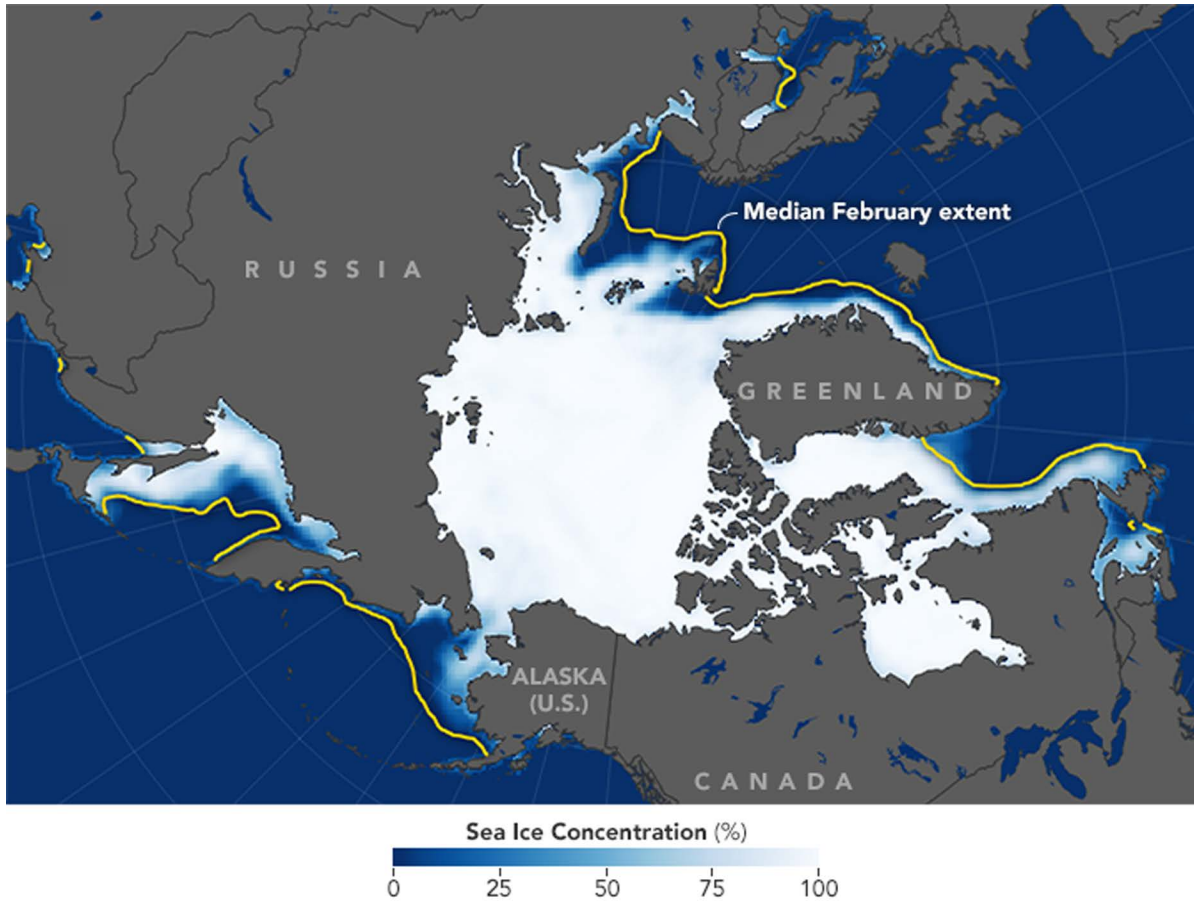 Median February extent
RUSSIA
GREENLAND
ALASKA
(U.S.)
CANADA
Sea Ice Concentration (%)
0 25 50 75 100